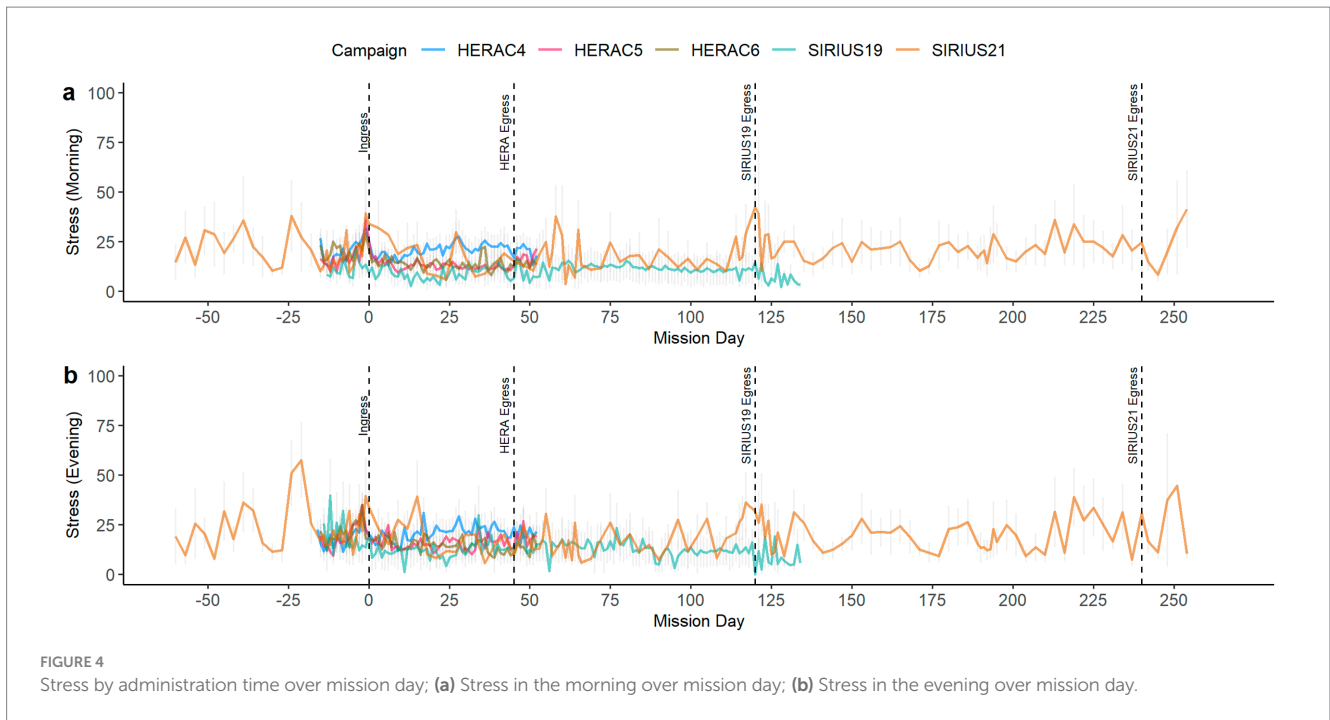 Campaign HERAC4 HERAC5 HERAC6 SIRIUS19 SIRIUS21
a
Stress (Morning)
100
75
50
25
0
Ingress
HERA Egress
SIRIUS19 Egress
SIRIUS21 Egress
-50 -25 0 25 50 75 100 125 150 175 200 225 250
Mission Day
b
Stress (Evening)
100
75
50
25
0
Ingress
HERA Egress
SIRIUS19 Egress
SIRIUS21 Egress
-50 -25 0 25 50 75 100 125 150 175 200 225 250
Mission Day
FIGURE 4
Stress by administration time over mission day; (a) Stress in the morning over mission day; (b) Stress in the evening over mission day.